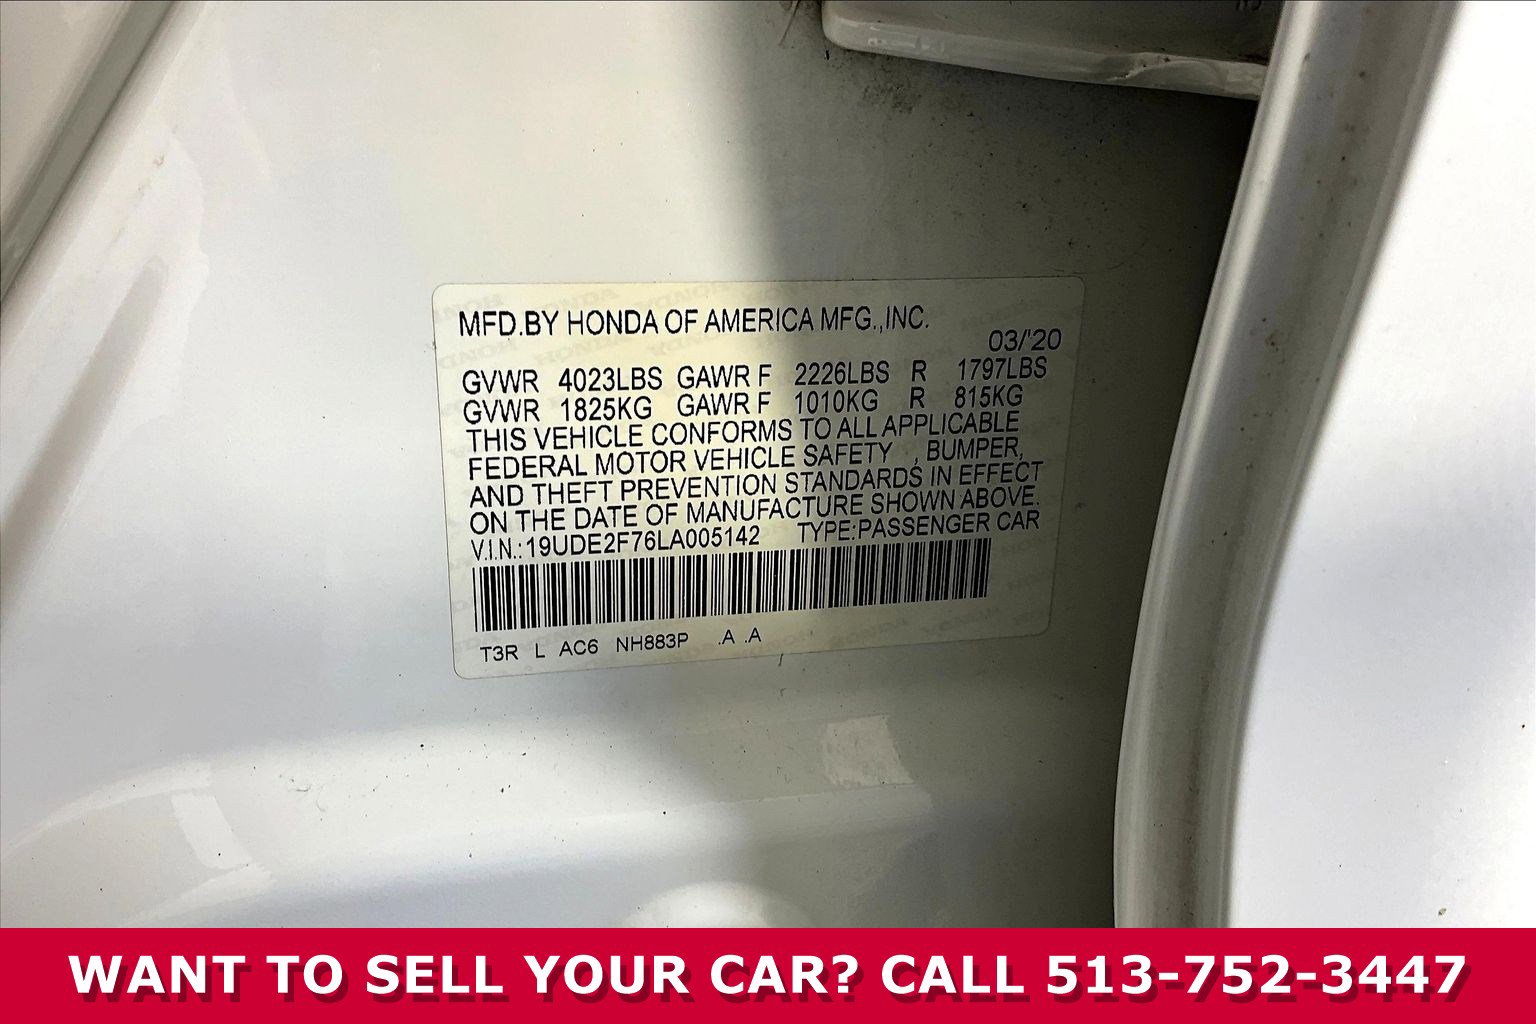 MFD.BY HONDA OF AMERICA MFG.,INC.
03/'20
GVWR 4023LBS GAWR F 2226LBS R 1797LBS
GVWR 1825KG GAWR F 1010KG R 815KG
THIS VEHICLE CONFORMS TO ALL APPLICABLE
FEDERAL MOTOR VEHICLE SAFETY , BUMPER,
AND THEFT PREVENTION STANDARDS IN EFFECT
ON THE DATE OF MANUFACTURE SHOWN ABOVE.
V.I.N.:19UDE2F76LA005142 TYPE:PASSENGER CAR
T3R L AC6 NH883P .A .A
WANT TO SELL YOUR CAR? CALL 513-752-3447